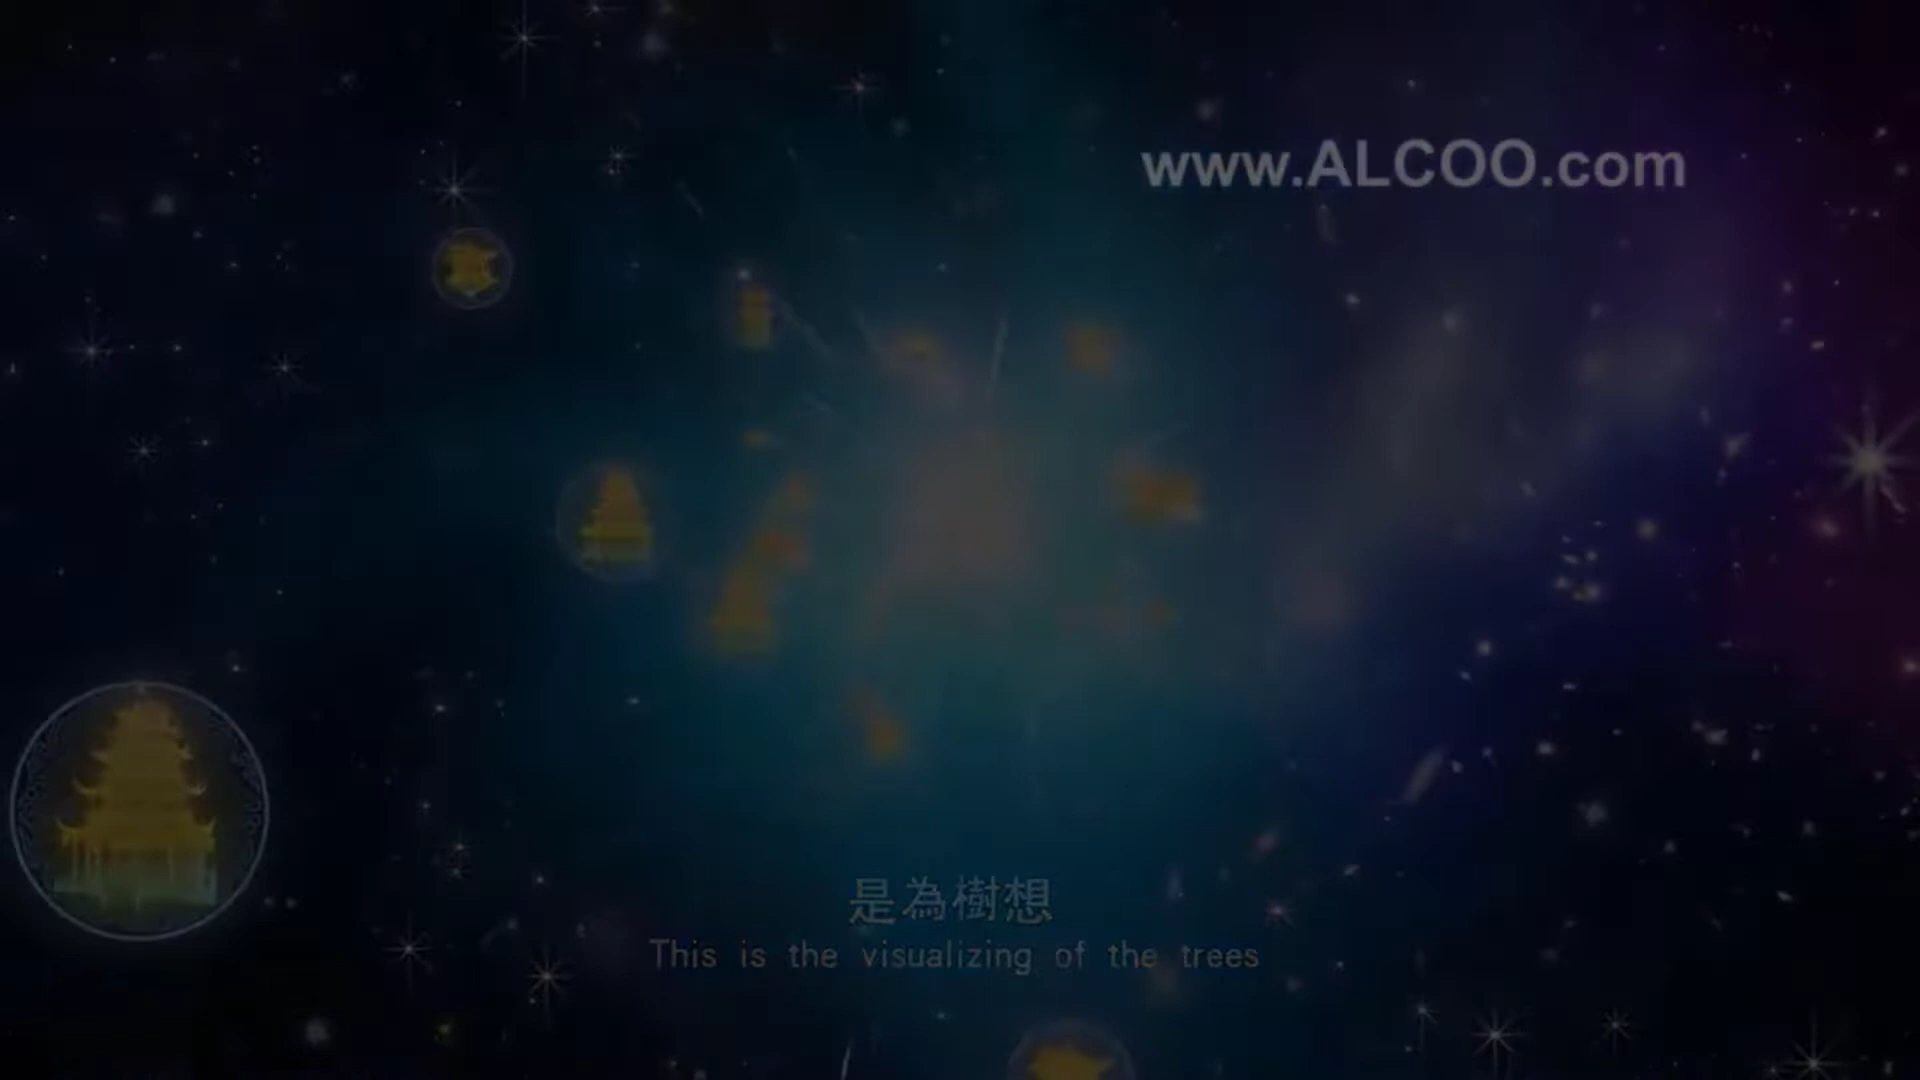 www.ALCOO.com
是為樹想
This is the visualizing of the trees